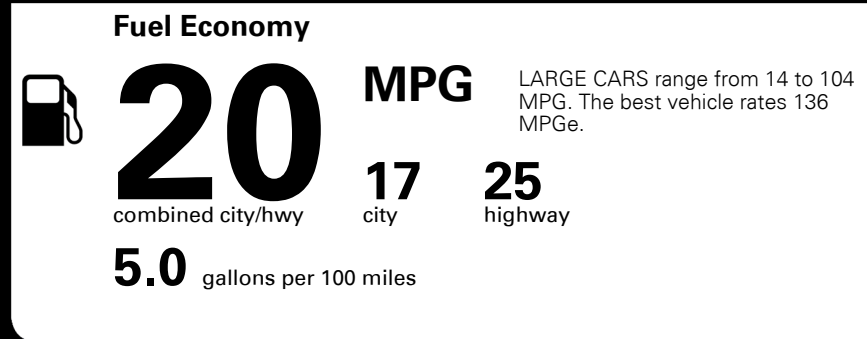 Fuel Economy
20
MPG
LARGE CARS range from 14 to 104
MPG. The best vehicle rates 136
MPGe.
combined city/hwy
17
city
25
highway
5.0 gallons per 100 miles